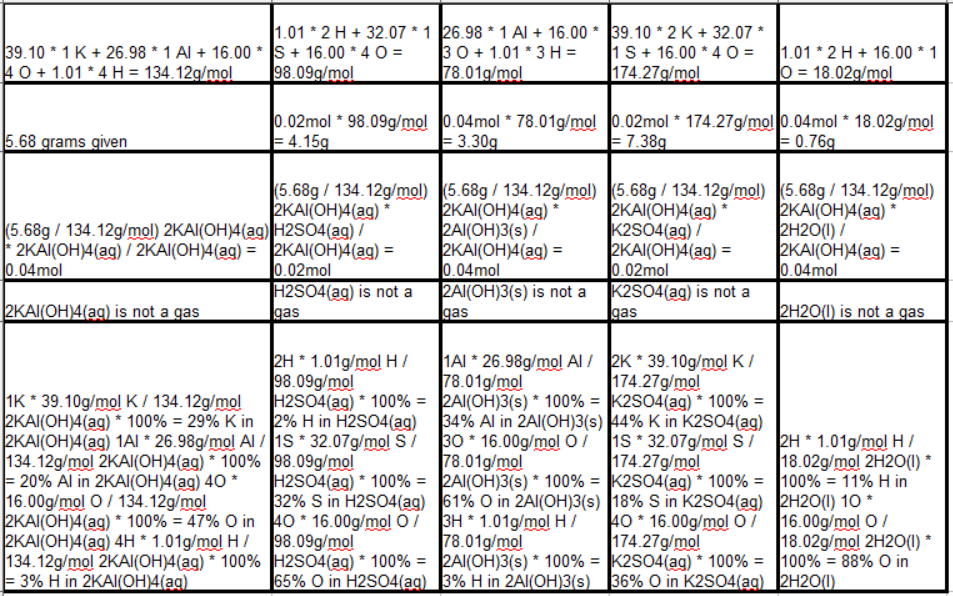 39.10 * 1 K + 26.98 * 1 Al + 16.00 *
4 O + 1.01 * 4 H = 134.12g/mol
1.01 * 2 H + 32.07 * 1
S + 16.00 * 4 O =
98.09g/mol
26.98 * 1 Al + 16.00 *
3 O + 1.01 * 3 H =
78.01g/mol
39.10 * 2 K + 32.07 *
1 S + 16.00 * 4 O =
174.27g/mol
1.01 * 2 H + 16.00 * 1
O = 18.02g/mol
5.68 grams given
0.02mol * 98.09g/mol
= 4.15g
0.04mol * 78.01g/mol
= 3.30g
0.02mol * 174.27g/mol
= 7.38g
0.04mol * 18.02g/mol
= 0.76g
(5.68g / 134.12g/mol) 2KAl(OH)4(aq)
* 2KAl(OH)4(aq) / 2KAl(OH)4(aq) =
0.04mol
(5.68g / 134.12g/mol)
2KAl(OH)4(aq) *
H2SO4(aq) /
2KAl(OH)4(aq) =
0.02mol
(5.68g / 134.12g/mol)
2KAl(OH)4(aq) *
2Al(OH)3(s) /
2KAl(OH)4(aq) =
0.04mol
(5.68g / 134.12g/mol)
2KAl(OH)4(aq) *
K2SO4(aq) /
2KAl(OH)4(aq) =
0.02mol
(5.68g / 134.12g/mol)
2KAl(OH)4(aq) *
2H2O(l) /
2KAl(OH)4(aq) =
0.04mol
2KAl(OH)4(aq) is not a gas
H2SO4(aq) is not a
gas
2Al(OH)3(s) is not a
gas
K2SO4(aq) is not a
gas
2H2O(l) is not a gas
1K * 39.10g/mol K / 134.12g/mol
2KAl(OH)4(aq) * 100% = 29% K in
2KAl(OH)4(aq) 1Al * 26.98g/mol Al /
134.12g/mol 2KAl(OH)4(aq) * 100%
= 20% Al in 2KAl(OH)4(aq) 4O *
16.00g/mol O / 134.12g/mol
2KAl(OH)4(aq) * 100% = 47% O in
2KAl(OH)4(aq) 4H * 1.01g/mol H /
134.12g/mol 2KAl(OH)4(aq) * 100%
= 3% H in 2KAl(OH)4(aq)
2H * 1.01g/mol H /
98.09g/mol
H2SO4(aq) * 100% =
2% H in H2SO4(aq)
1S * 32.07g/mol S /
98.09g/mol
H2SO4(aq) * 100% =
32% S in H2SO4(aq)
4O * 16.00g/mol O /
98.09g/mol
H2SO4(aq) * 100% =
65% O in H2SO4(aq)
1Al * 26.98g/mol Al /
78.01g/mol
2Al(OH)3(s) * 100% =
34% Al in 2Al(OH)3(s)
3O * 16.00g/mol O /
78.01g/mol
2Al(OH)3(s) * 100% =
61% O in 2Al(OH)3(s)
3H * 1.01g/mol H /
78.01g/mol
2Al(OH)3(s) * 100% =
3% H in 2Al(OH)3(s)
2K * 39.10g/mol K /
174.27g/mol
K2SO4(aq) * 100% =
44% K in K2SO4(aq)
1S * 32.07g/mol S /
174.27g/mol
K2SO4(aq) * 100% =
18% S in K2SO4(aq)
4O * 16.00g/mol O /
174.27g/mol
K2SO4(aq) * 100% =
36% O in K2SO4(aq)
2H * 1.01g/mol H /
18.02g/mol 2H2O(l) *
100% = 11% H in
2H2O(l) 1O *
16.00g/mol O /
18.02g/mol 2H2O(l) *
100% = 88% O in
2H2O(l)